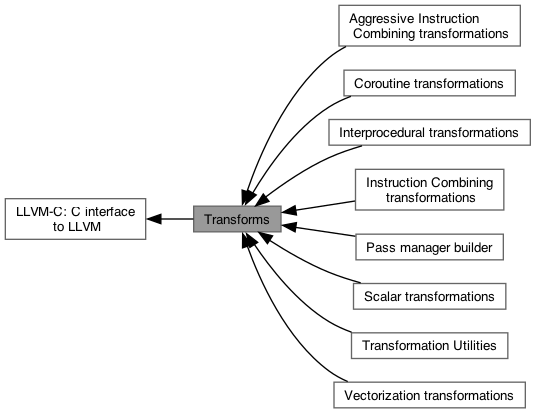 Aggressive Instruction
Combining transformations
Coroutine transformations
Interprocedural transformations
Instruction Combining
transformations
LLVM-C: C interface
to LLVM
Transforms
Pass manager builder
Scalar transformations
Transformation Utilities
Vectorization transformations